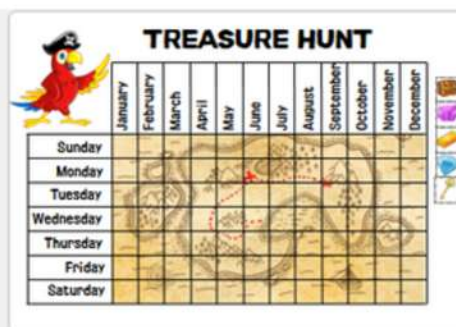 TREASURE HUNT
January
February
March
April
May
June
July
August
September
October
November
December
Sunday
Monday
Tuesday
Wednesday
Thursday
Friday
Saturday